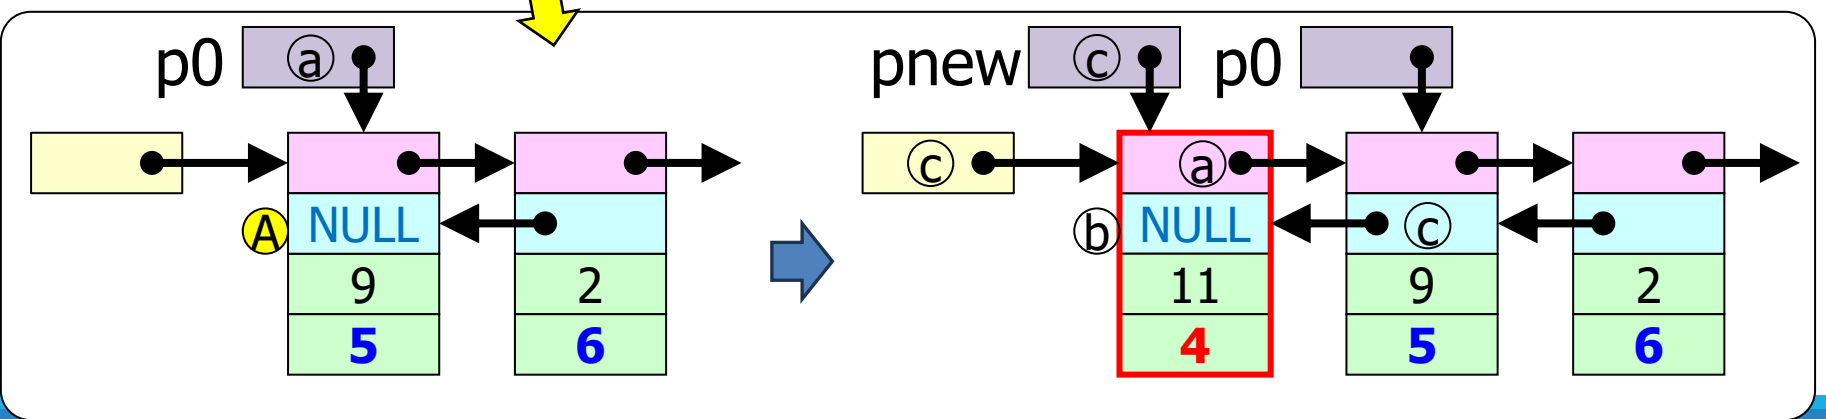 p0 ⓐ
pnew ⓒ p0
ⓒ ⓐ
Ⓐ NULL
ⓑ NULL ⓒ
9 2
11 9 2
5 6
4 5 6